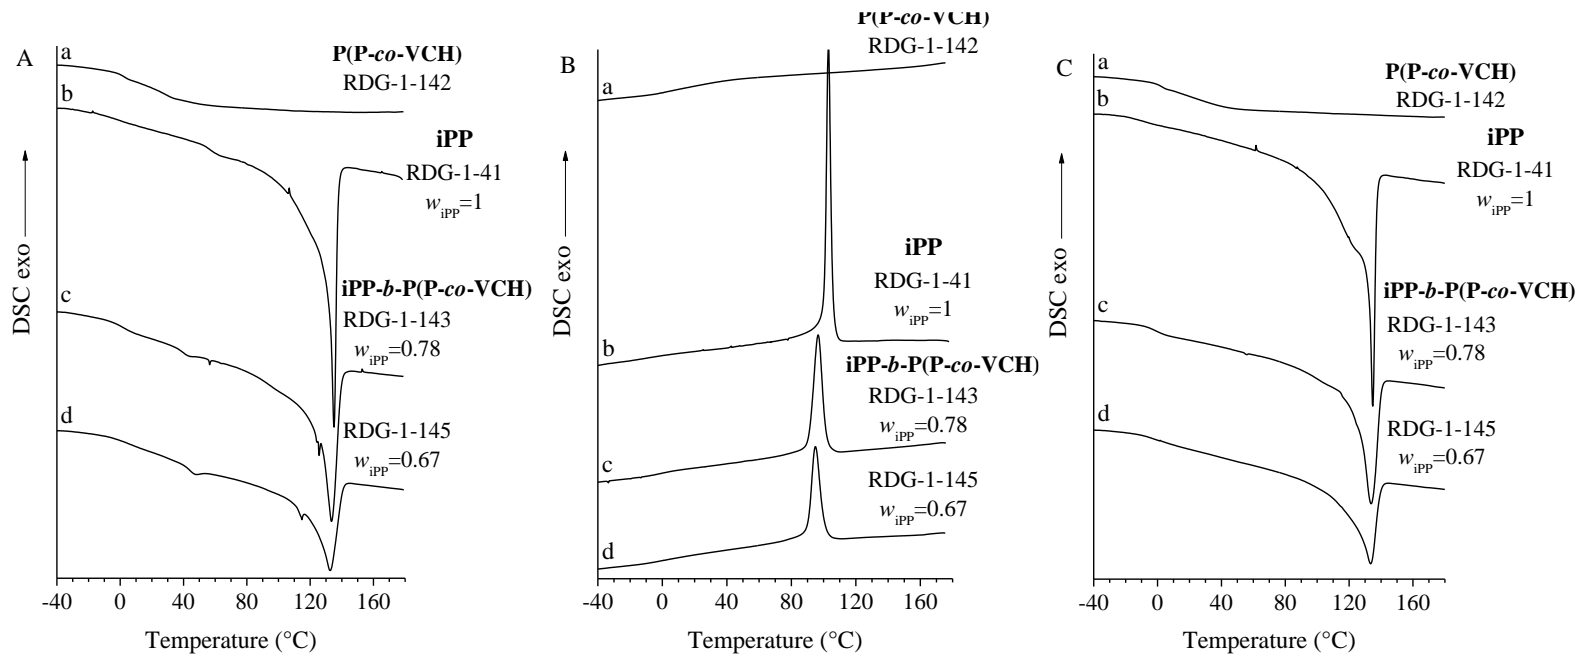 A
a
P(P-co-VCH)
RDG-1-142
b
iPP
RDG-1-41
wiPP=1
c
iPP-b-P(P-co-VCH)
RDG-1-143
wiPP=0.78
d
RDG-1-145
wiPP=0.67
DSC exo
-40 0 40 80 120 160
Temperature (°C)
B
P(P-co-VCH)
RDG-1-142
a
iPP
RDG-1-41
wiPP=1
b
iPP-b-P(P-co-VCH)
RDG-1-143
wiPP=0.78
c
RDG-1-145
wiPP=0.67
d
DSC exo
-40 0 40 80 120 160
Temperature (°C)
C
a
P(P-co-VCH)
RDG-1-142
b
iPP
RDG-1-41
wiPP=1
c
iPP-b-P(P-co-VCH)
RDG-1-143
wiPP=0.78
d
RDG-1-145
wiPP=0.67
DSC exo
-40 0 40 80 120 160
Temperature (°C)